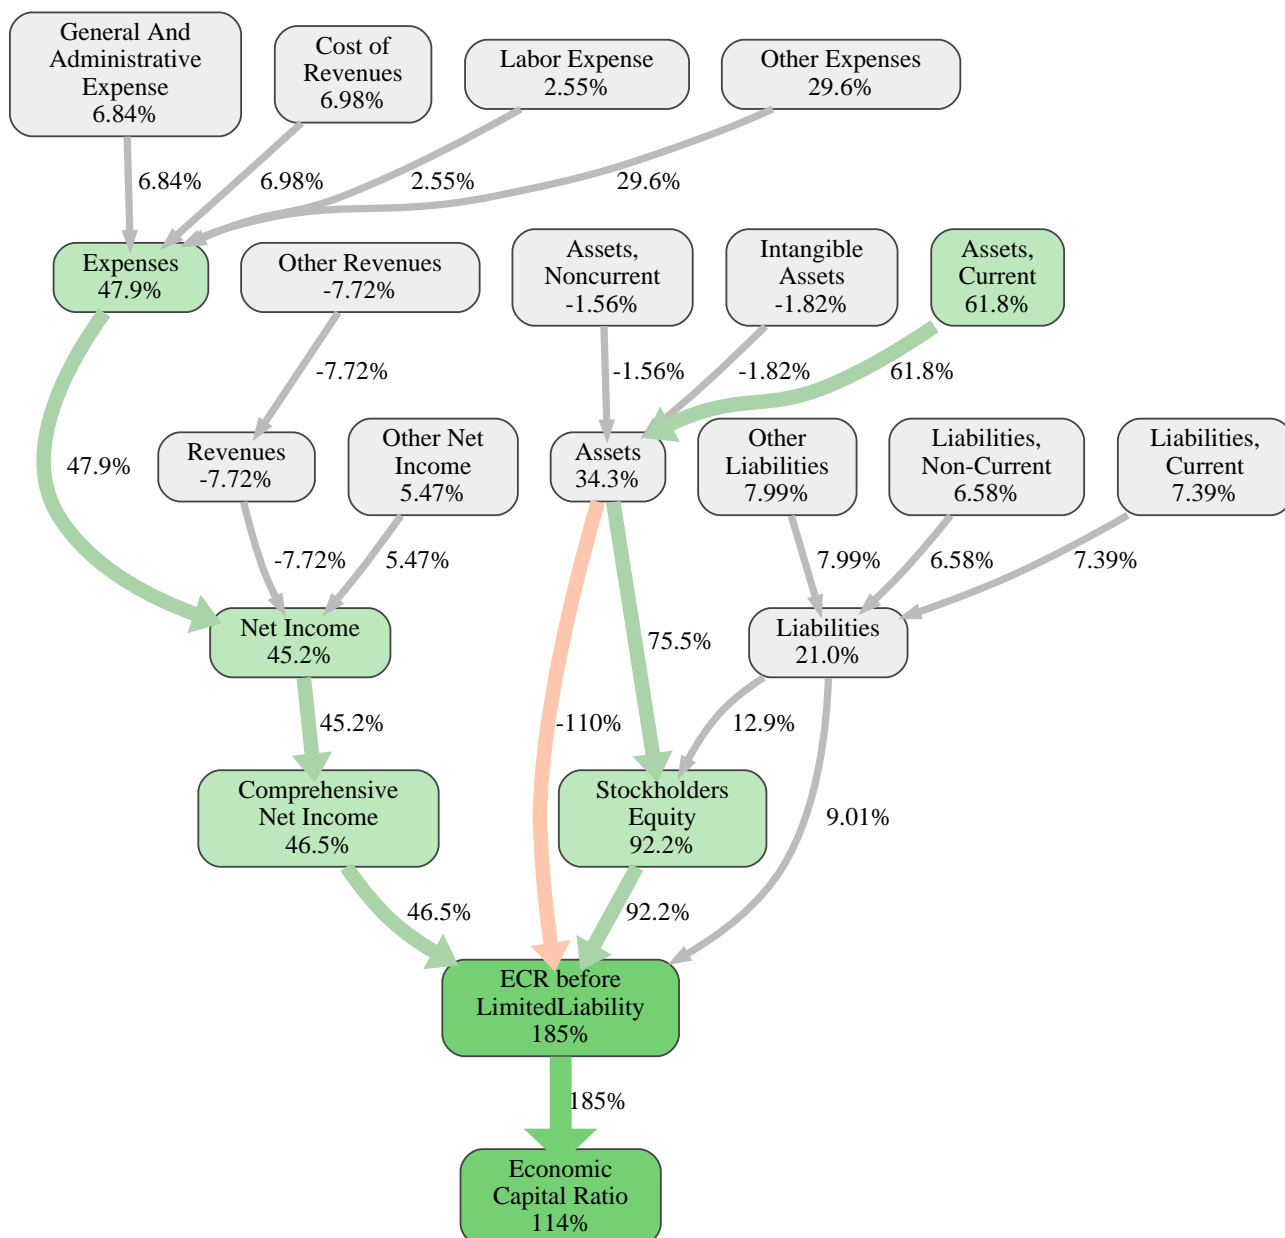 General And
Administrative
Expense
6.84%
Cost of
Revenues
6.98%
Labor Expense
2.55%
Other Expenses
29.6%
6.84%
6.98%
2.55%
29.6%
Expenses
47.9%
Other Revenues
-7.72%
Assets,
Noncurrent
-1.56%
Intangible
Assets
-1.82%
Assets,
Current
61.8%
-7.72%
-1.56%
-1.82%
61.8%
47.9%
Revenues
-7.72%
Other Net
Income
5.47%
Assets
34.3%
Other
Liabilities
7.99%
Liabilities,
Non-Current
6.58%
Liabilities,
Current
7.39%
-7.72%
5.47%
7.99%
6.58%
7.39%
Net Income
45.2%
75.5%
Liabilities
21.0%
45.2%
-110%
12.9%
Comprehensive
Net Income
46.5%
Stockholders
Equity
92.2%
9.01%
46.5%
92.2%
ECR before
LimitedLiability
185%
185%
Economic
Capital Ratio
114%